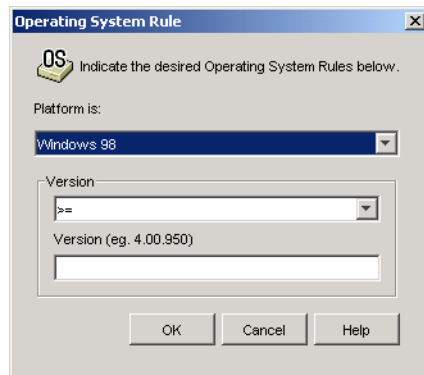 Operating System Rule
OS
Indicate the desired Operating System Rules below.
Platform is:
Windows 98
Version
>=
Version (eg. 4.00.950)
OK Cancel Help